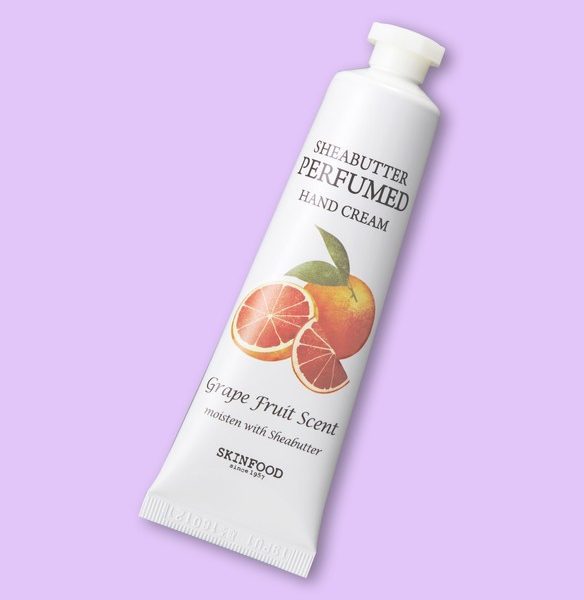 SHEABUTTER
PERFUMED
HAND CREAM
Grape Fruit Scent
moisten with Sheabutter
SKINFOOD
since 1957